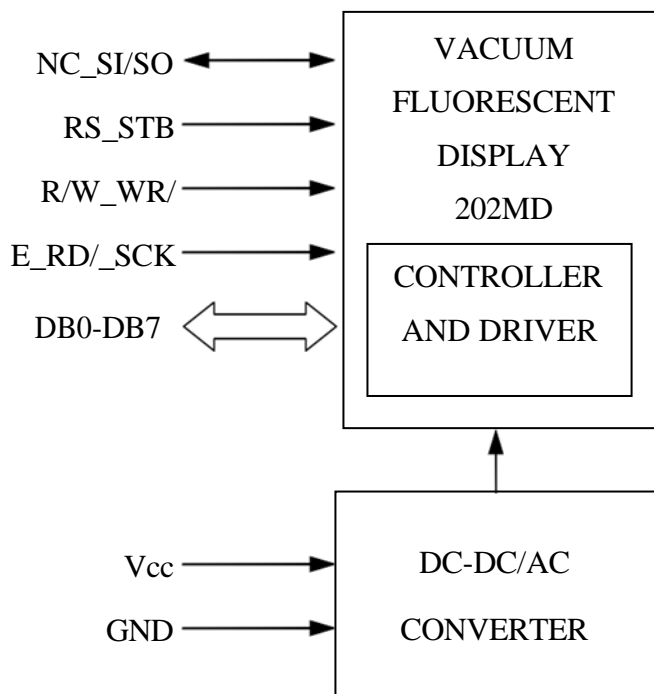 NC_SI/SO
RS_STB
R/W_WR/
E_RD/_SCK
DB0-DB7
VACUUM
FLUORESCENT
DISPLAY
202MD
CONTROLLER
AND DRIVER
Vcc
GND
DC-DC/AC
CONVERTER